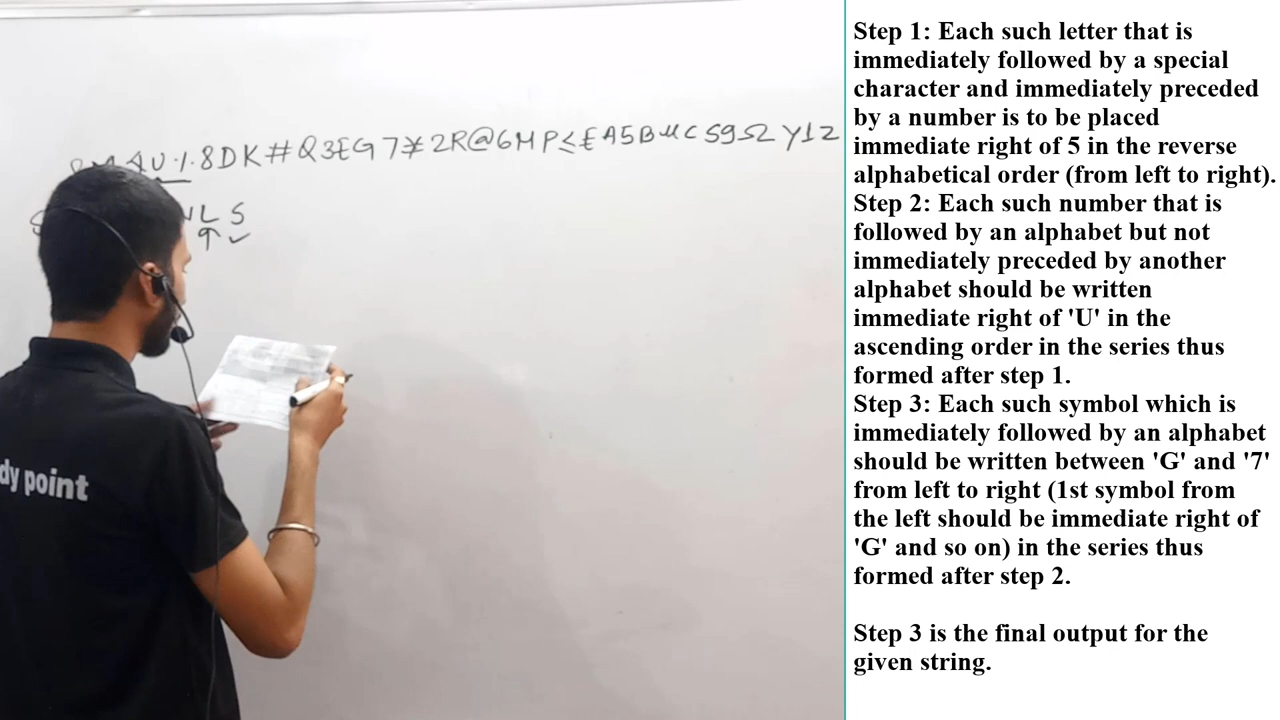 4U % 8DK#Q3EG7¥2R@6MP≤£A5BμC59ΩY1Z
L S
dy point
Step 1: Each such letter that is
immediately followed by a special
character and immediately preceded
by a number is to be placed
immediate right of 5 in the reverse
alphabetical order (from left to right).
Step 2: Each such number that is
followed by an alphabet but not
immediately preceded by another
alphabet should be written
immediate right of 'U' in the
ascending order in the series thus
formed after step 1.
Step 3: Each such symbol which is
immediately followed by an alphabet
should be written between 'G' and '7'
from left to right (1st symbol from
the left should be immediate right of
'G' and so on) in the series thus
formed after step 2.
Step 3 is the final output for the
given string.